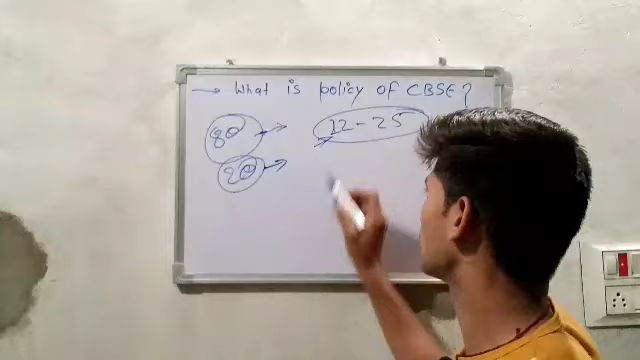 → What is policy of CBSE?
80 → 12-25
20 →